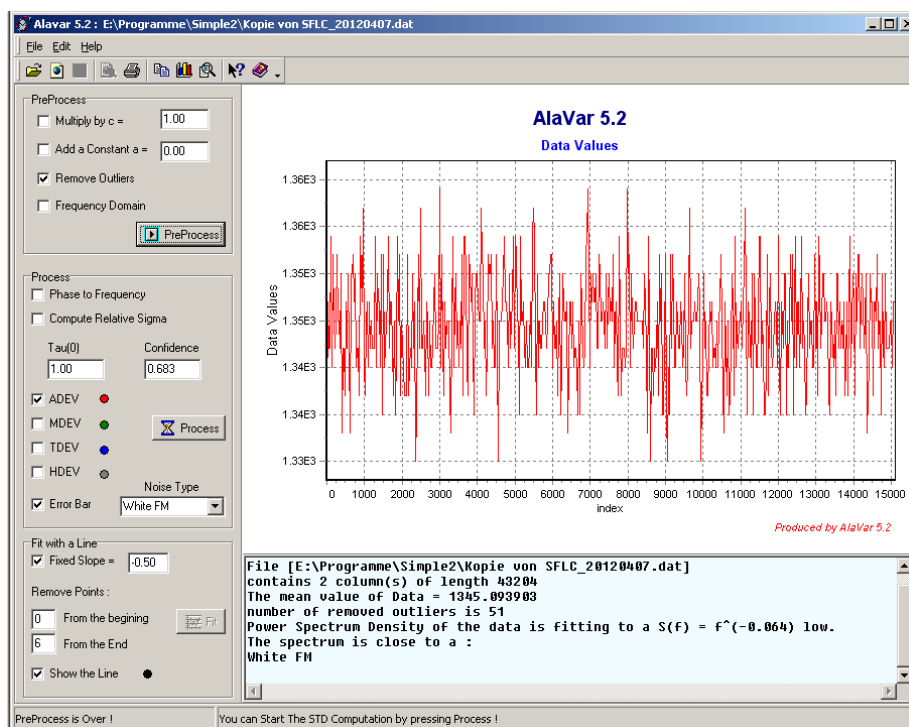 Alavar 5.2 : E:\Programme\Simple2\Kopie von SFLC_20120407.dat
File Edit Help
PreProcess
Multiply by c = 1.00
Add a Constant a = 0.00
Remove Outliers
Frequency Domain
PreProcess
Process
Phase to Frequency
Compute Relative Sigma
Tau(0) Confidence
1.00 0.683
ADEV
MDEV
Process
TDEV
HDEV
Noise Type
Error Bar White FM
Fit with a Line
Fixed Slope = -0.50
Remove Points :
0 From the begining
Fit
6 From the End
Show the Line
AlaVar 5.2
Data Values
1.36E3
1.36E3
1.35E3
1.35E3
1.34E3
1.34E3
1.33E3
Data Values
0 1000 2000 3000 4000 5000 6000 7000 8000 9000 10000 11000 12000 13000 14000 15000
index
Produced by AlaVar 5.2
File [E:\Programme\Simple2\Kopie von SFLC_20120407.dat]
contains 2 column(s) of length 43204
The mean value of Data = 1345.093903
number of removed outliers is 51
Power Spectrum Density of the data is fitting to a S(f) = f^(-0.064) low.
The spectrum is close to a :
White FM
PreProcess is Over ! You can Start The STD Computation by pressing Process !